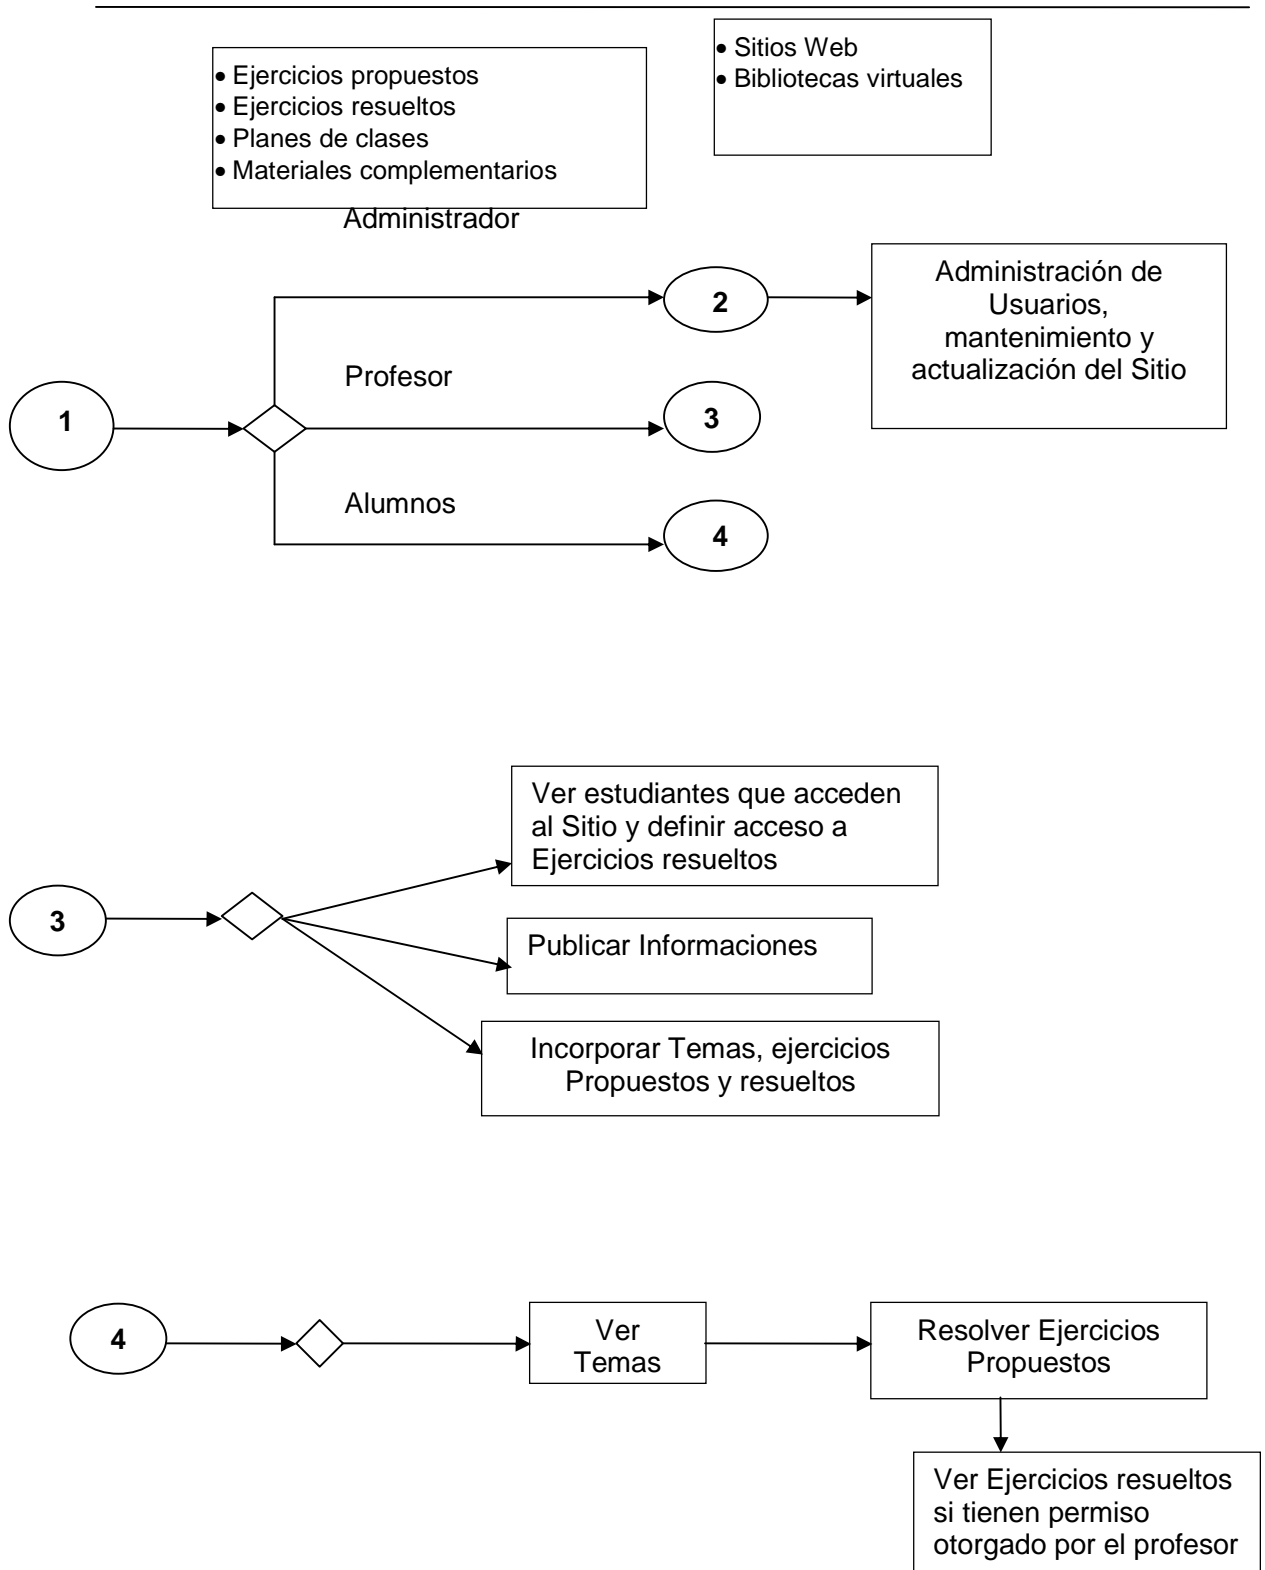 • Ejercicios propuestos
• Ejercicios resueltos
• Planes de clases
• Materiales complementarios
• Sitios Web
• Bibliotecas virtuales
Administrador
2
Administración de
Usuarios,
mantenimiento y
actualización del Sitio
Profesor
1
3
Alumnos
4
Ver estudiantes que acceden
al Sitio y definir acceso a
Ejercicios resueltos
3
Publicar Informaciones
Incorporar Temas, ejercicios
Propuestos y resueltos
4
Ver
Temas
Resolver Ejercicios
Propuestos
Ver Ejercicios resueltos
si tienen permiso
otorgado por el profesor